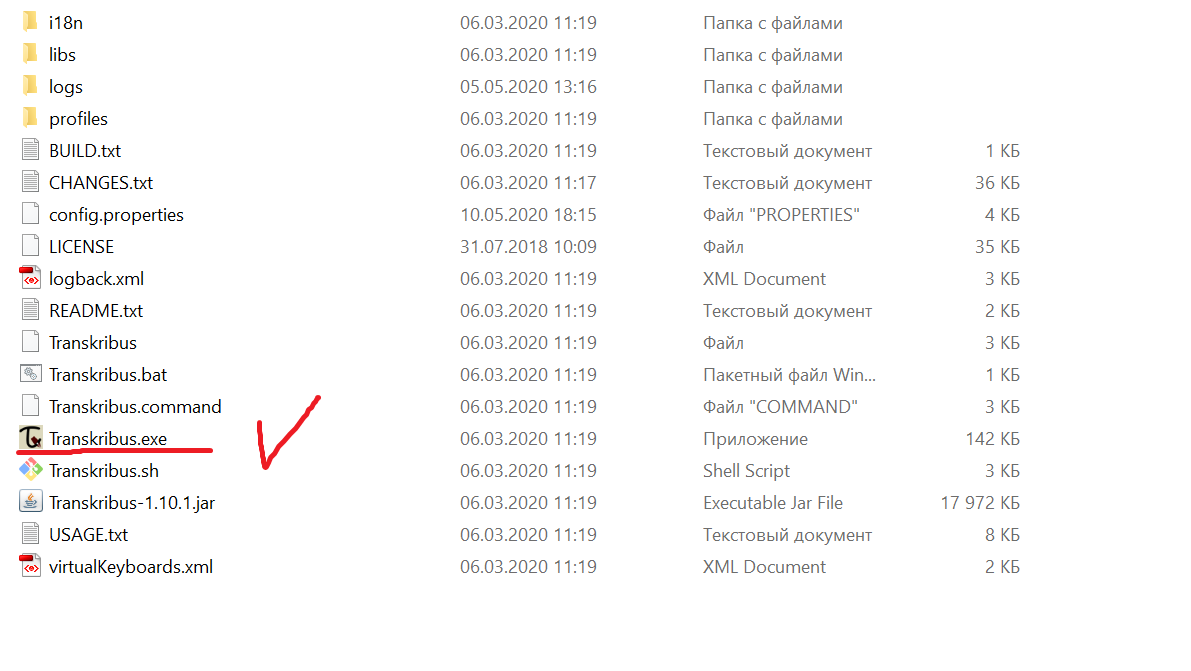 i18n 06.03.2020 11:19 Папка с файлами
libs 06.03.2020 11:19 Папка с файлами
logs 05.05.2020 13:16 Папка с файлами
profiles 06.03.2020 11:19 Папка с файлами
BUILD.txt 06.03.2020 11:19 Текстовый документ 1 КБ
CHANGES.txt 06.03.2020 11:17 Текстовый документ 36 КБ
config.properties 10.05.2020 18:15 Файл "PROPERTIES" 4 КБ
LICENSE 31.07.2018 10:09 Файл 35 КБ
logback.xml 06.03.2020 11:19 XML Document 3 КБ
README.txt 06.03.2020 11:19 Текстовый документ 2 КБ
Transkribus 06.03.2020 11:19 Файл 3 КБ
Transkribus.bat 06.03.2020 11:19 Пакетный файл Win... 1 КБ
Transkribus.command 06.03.2020 11:19 Файл "COMMAND" 3 КБ
Transkribus.exe 06.03.2020 11:19 Приложение 142 КБ
Transkribus.sh 06.03.2020 11:19 Shell Script 3 КБ
Transkribus-1.10.1.jar 06.03.2020 11:19 Executable Jar File 17 972 КБ
USAGE.txt 06.03.2020 11:19 Текстовый документ 8 КБ
virtualKeyboards.xml 06.03.2020 11:19 XML Document 2 КБ